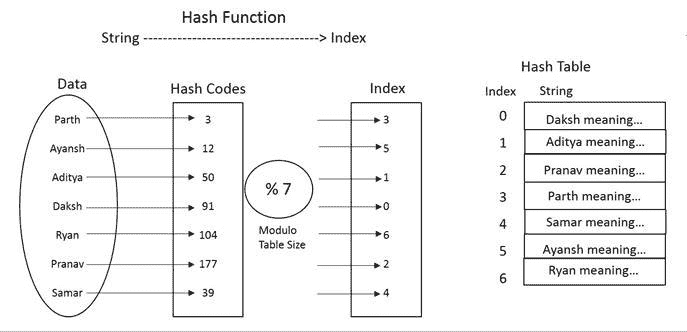 Hash Function
String ----------------------------------> Index
Data
Hash Codes
Index
Parth
3
3
Ayansh
12
5
Aditya
50
1
Daksh
91
0
Ryan
104
6
Pranav
177
2
Samar
39
4
% 7
Modulo
Table Size
Hash Table
Index String
0 Daksh meaning...
1 Aditya meaning...
2 Pranav meaning...
3 Parth meaning...
4 Samar meaning...
5 Ayansh meaning...
6 Ryan meaning...